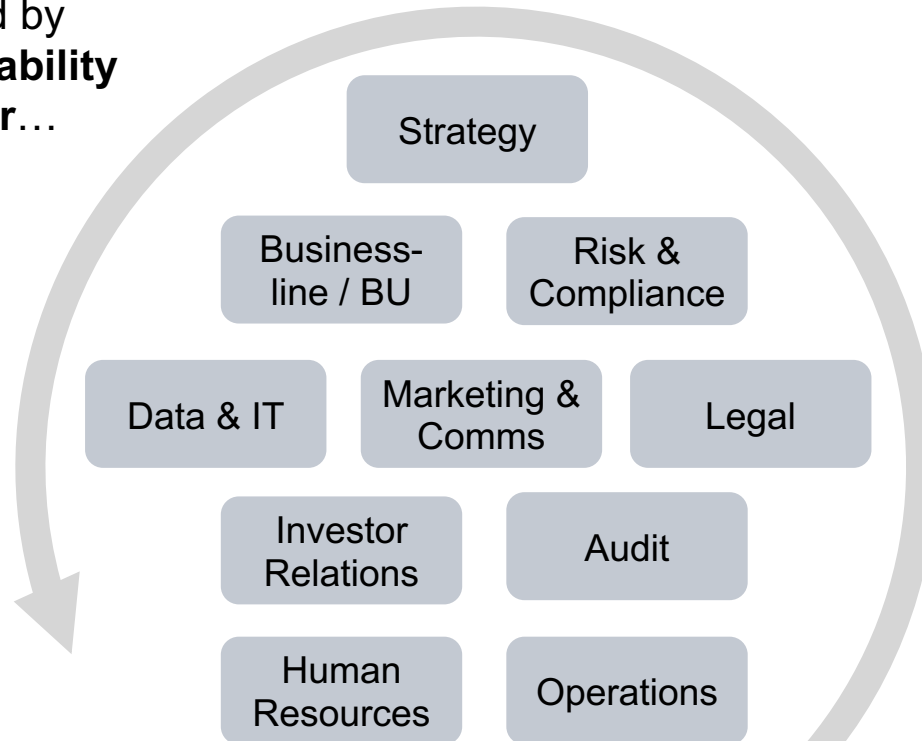 d by
ability
r…
Strategy
Business-
line / BU
Risk &
Compliance
Data & IT
Marketing &
Comms
Legal
Investor
Relations
Audit
Human
Resources
Operations